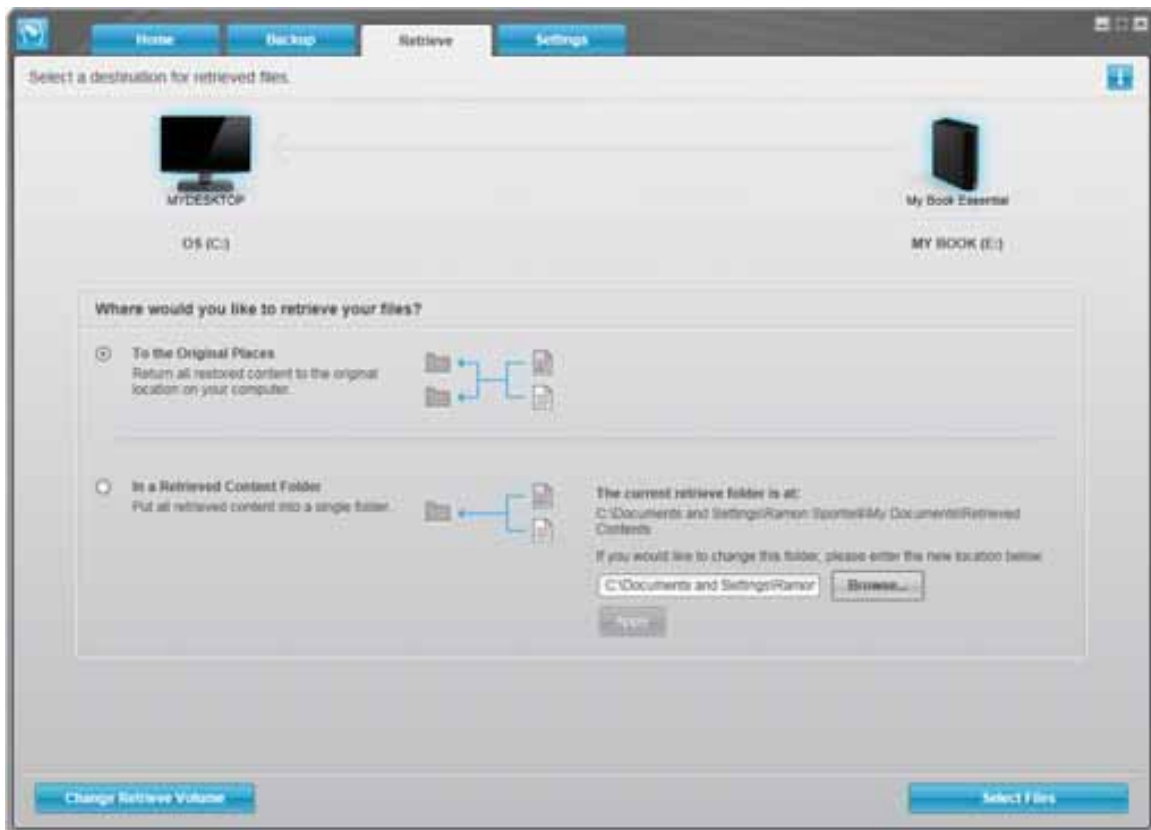 Home Backup Retrieve Settings
Select a destination for retrieved files.
MYDESKTOP
My Book Essential
OS (C:)
MY BOOK (E:)
Where would you like to retrieve your files?
To the Original Places
Return all restored content to the original
location on your computer.
In a Retrieved Content Folder
Put all retrieved content into a single folder.
The current retrieve folder is at:
C:\Documents and Settings\Ramon My Documents\Retrieved
Contents
If you would like to change this folder, please enter the new location below.
C:\Documents and Settings\Ramon
Browse...
Apply
Change Retrieve Volume
Select Files